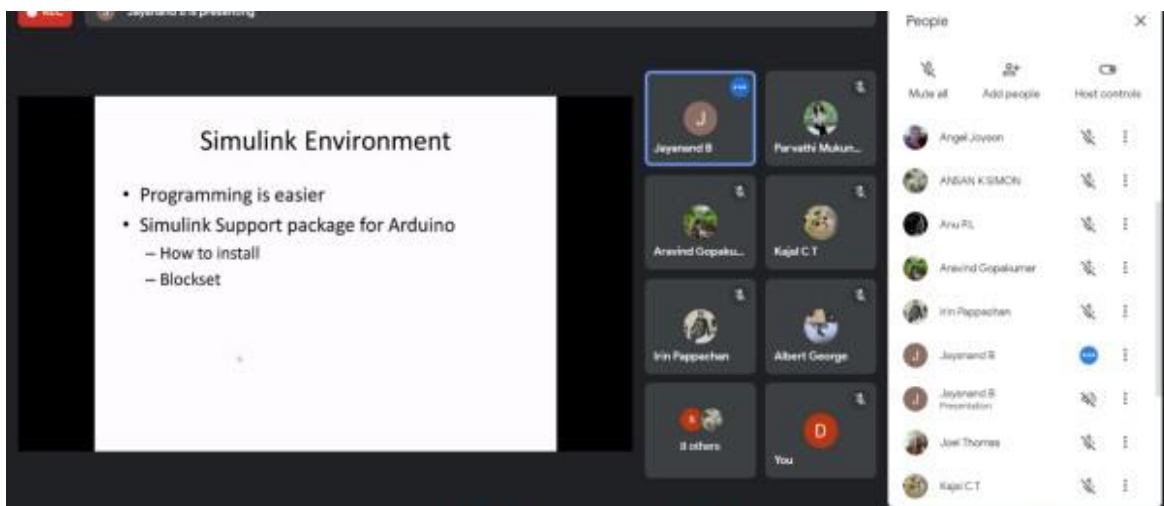 REC
Jayanand B is presenting
Simulink Environment
• Programming is easier
• Simulink Support package for Arduino
– How to install
– Blockset
J
Jayanand B
Parvathi Mukun...
Aravind Gopaku...
Kajal C T
Irin Pappachan
Albert George
8 others
D
You
People
Mute all
Add people
Host controls
Angel Joyson
ANSAN K SIMON
Anu P.L
Aravind Gopakumar
Irin Pappachan
J
Jayanand B
J
Jayanand B
Presentation
Joel Thomas
Kajal C T